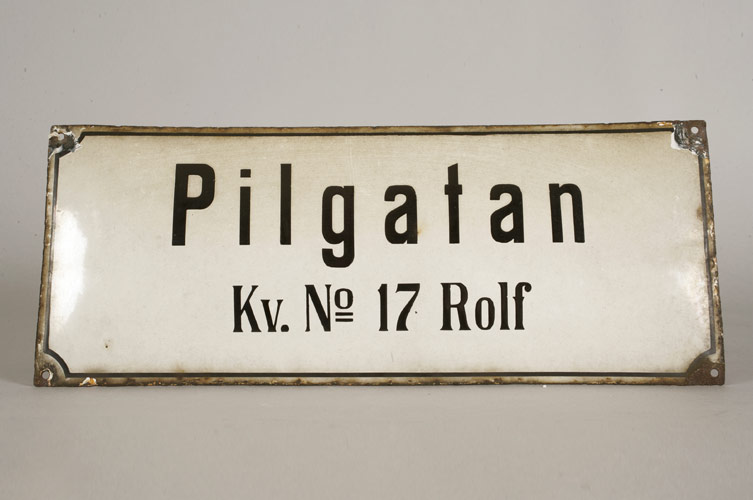 Pilgatan
Kv. Nº 17 Rolf